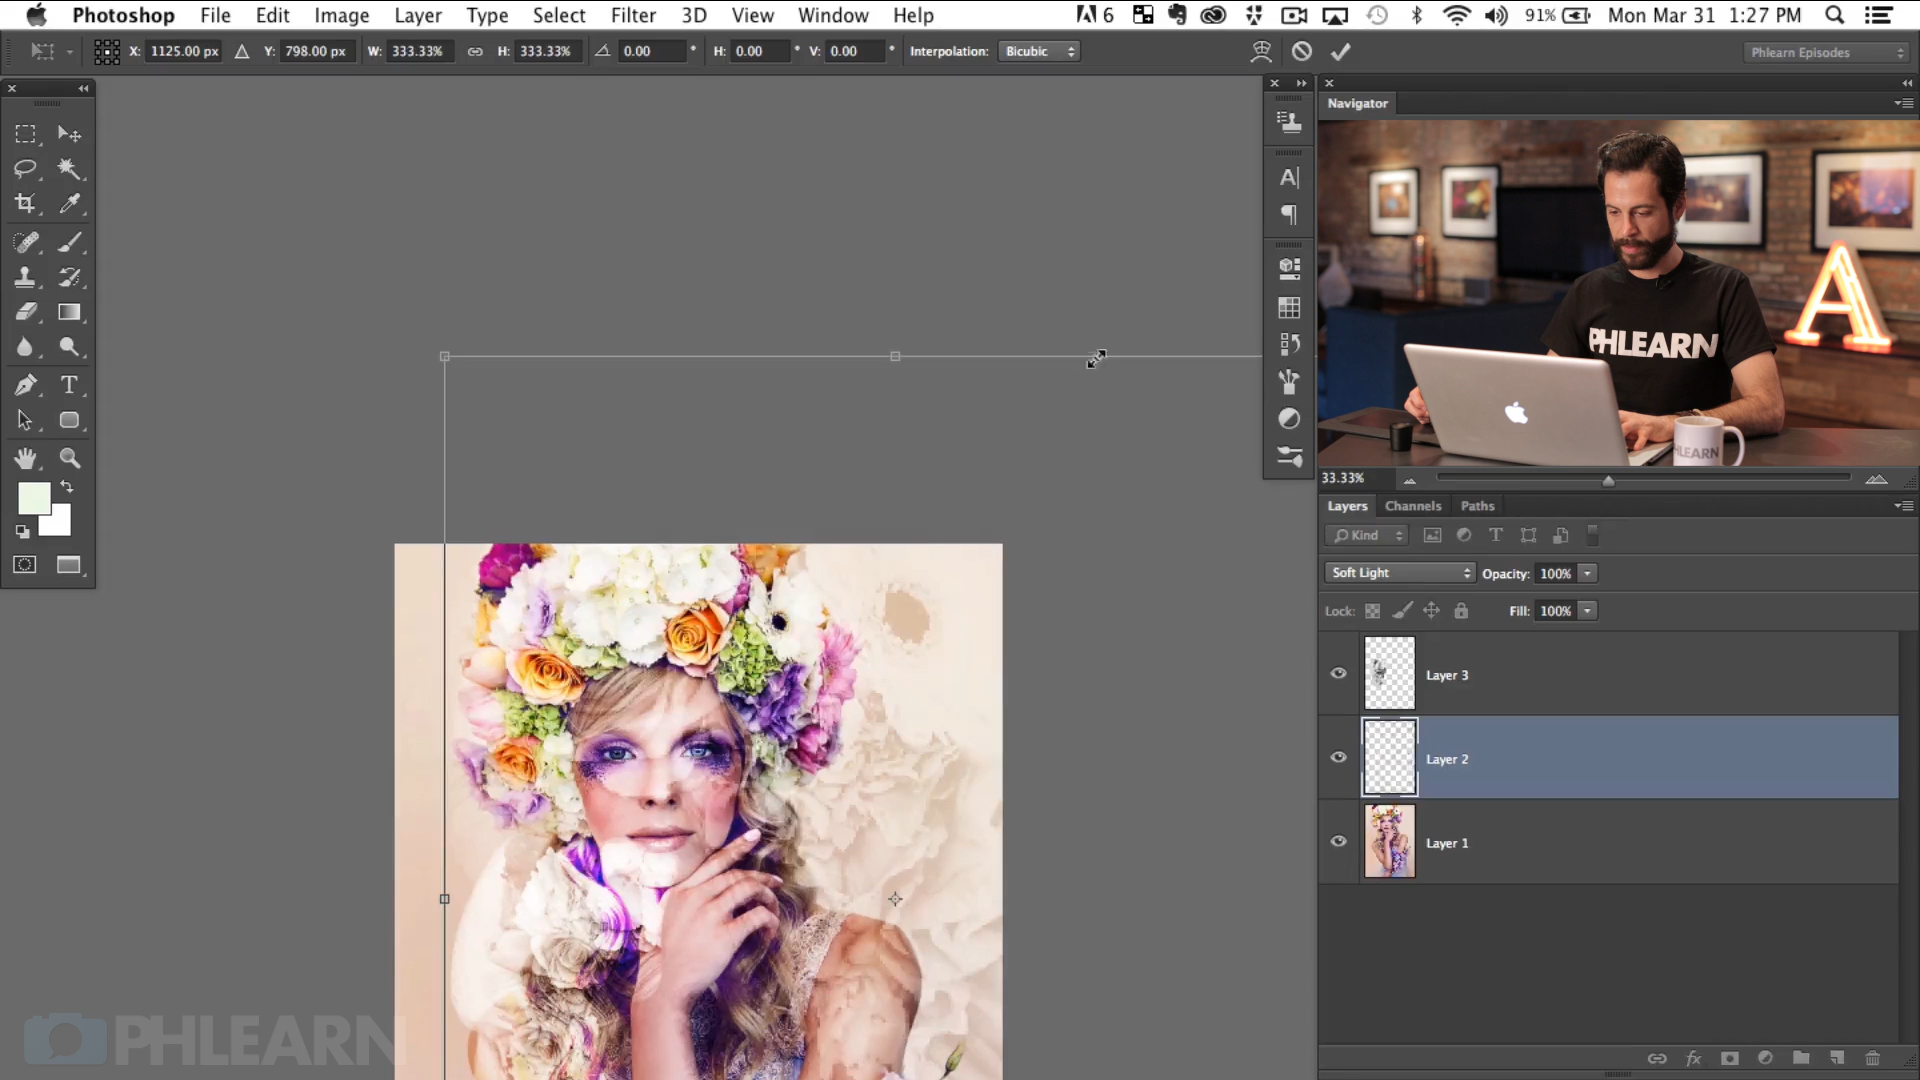 Photoshop File Edit Image Layer Type Select Filter 3D View Window Help 6 91% Mon Mar 31 1:27 PM
X: 1125.00 px Y: 798.00 px W: 333.33% H: 333.33% 0.00 ° H: 0.00 ° V: 0.00 ° Interpolation: Bicubic Phlearn Episodes
Navigator
A
PHLEARN
HLEARN
33.33%
Layers Channels Paths
Kind
Soft Light Opacity: 100%
Lock: Fill: 100%
Layer 3
Layer 2
Layer 1
PHLEARN